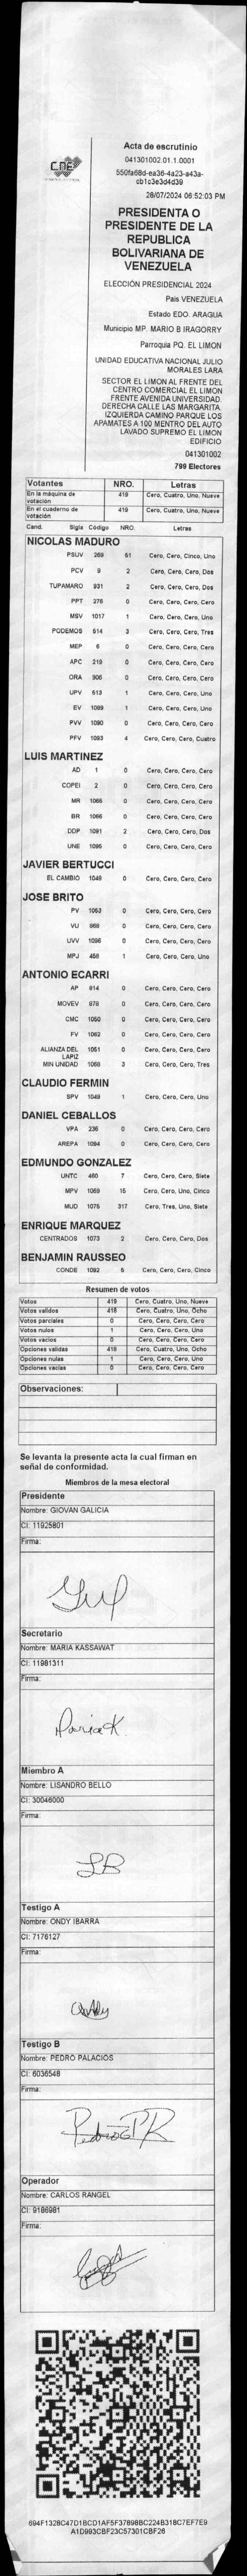 CNE
Acta de escrutinio
041301002.01.1.0001
550fa68d-ea36-4a23-a43a-
cb1c3e3d4d39
28/07/2024 06:52:03 PM
PRESIDENTA O
PRESIDENTE DE LA
REPUBLICA
BOLIVARIANA DE
VENEZUELA
ELECCIÓN PRESIDENCIAL 2024
Pais VENEZUELA
Estado EDO. ARAGUA
Municipio MP. MARIO B IRAGORRY
Parroquia PQ. EL LIMON
UNIDAD EDUCATIVA NACIONAL JULIO
MORALES LARA
SECTOR EL LIMON AL FRENTE DEL
CENTRO COMERCIAL EL LIMON
FRENTE AVENIDA UNIVERSIDAD.
DERECHA CALLE LAS MARGARITA.
IZQUIERDA CAMINO PARQUE LOS
APAMATES A 100 MENTRO DEL AUTO
LAVADO SUPREMO EL LIMON
EDIFICIO
041301002
799 Electores
Votantes NRO. Letras
En la máquina de votación 419 Cero, Cuatro, Uno, Nueve
En el cuaderno de votación 419 Cero, Cuatro, Uno, Nueve
Cand. Sigla Código NRO. Letras
NICOLAS MADURO
PSUV 269 51 Cero, Cero, Cinco, Uno
PCV 9 2 Cero, Cero, Cero, Dos
TUPAMARO 931 2 Cero, Cero, Cero, Dos
PPT 276 0 Cero, Cero, Cero, Cero
MSV 1017 1 Cero, Cero, Cero, Uno
PODEMOS 514 3 Cero, Cero, Cero, Tres
MEP 6 0 Cero, Cero, Cero, Cero
APC 219 0 Cero, Cero, Cero, Cero
ORA 306 0 Cero, Cero, Cero, Cero
UPV 513 1 Cero, Cero, Cero, Uno
EV 1089 1 Cero, Cero, Cero, Uno
PVV 1090 0 Cero, Cero, Cero, Cero
PFV 1093 4 Cero, Cero, Cero, Cuatro
LUIS MARTINEZ
AD 1 0 Cero, Cero, Cero, Cero
COPEI 2 0 Cero, Cero, Cero, Cero
MR 1065 0 Cero, Cero, Cero, Cero
BR 1066 0 Cero, Cero, Cero, Cero
DDP 1091 2 Cero, Cero, Cero, Dos
UNE 1095 0 Cero, Cero, Cero, Cero
JAVIER BERTUCCI
EL CAMBIO 1048 0 Cero, Cero, Cero, Cero
JOSE BRITO
PV 1053 0 Cero, Cero, Cero, Cero
VU 968 0 Cero, Cero, Cero, Cero
UVV 1096 0 Cero, Cero, Cero, Cero
MPJ 458 1 Cero, Cero, Cero, Uno
ANTONIO ECARRI
AP 814 0 Cero, Cero, Cero, Cero
MOVEV 878 0 Cero, Cero, Cero, Cero
CMC 1050 0 Cero, Cero, Cero, Cero
FV 1062 0 Cero, Cero, Cero, Cero
ALIANZA DEL LAPIZ 1051 0 Cero, Cero, Cero, Cero
MIN UNIDAD 1068 3 Cero, Cero, Cero, Tres
CLAUDIO FERMIN
SPV 1049 1 Cero, Cero, Cero, Uno
DANIEL CEBALLOS
VPA 236 0 Cero, Cero, Cero, Cero
AREPA 1094 0 Cero, Cero, Cero, Cero
EDMUNDO GONZALEZ
UNTC 460 7 Cero, Cero, Cero, Siete
MPV 1069 15 Cero, Cero, Uno, Cinco
MUD 1075 317 Cero, Tres, Uno, Siete
ENRIQUE MARQUEZ
CENTRADOS 1073 2 Cero, Cero, Cero, Dos
BENJAMIN RAUSSEO
CONDE 1092 5 Cero, Cero, Cero, Cinco
Resumen de votos
Votos 419 Cero, Cuatro, Uno, Nueve
Votos validos 418 Cero, Cuatro, Uno, Ocho
Votos parciales 0 Cero, Cero, Cero, Cero
Votos nulos 1 Cero, Cero, Cero, Uno
Votos vacios 0 Cero, Cero, Cero, Cero
Opciones validas 418 Cero, Cuatro, Uno, Ocho
Opciones nulas 1 Cero, Cero, Cero, Uno
Opciones vacias 0 Cero, Cero, Cero, Cero
Observaciones:
Se levanta la presente acta la cual firman en
señal de conformidad.
Miembros de la mesa electoral
Presidente
Nombre: GIOVAN GALICIA
CI: 11925801
Firma:
Secretario
Nombre: MARIA KASSAWAT
CI: 11981311
Firma:
Maria K.
Miembro A
Nombre: LISANDRO BELLO
CI: 30046000
Firma:
LB
Testigo A
Nombre: ONDY IBARRA
CI: 7176127
Firma:
Ondy
Testigo B
Nombre: PEDRO PALACIOS
CI: 6036548
Firma:
Operador
Nombre: CARLOS RANGEL
CI: 9186981
Firma:
694F1328C47D1BCD1AF5F37898BC224B318C7EF7E9
A1D993CBF23C57301CBF26